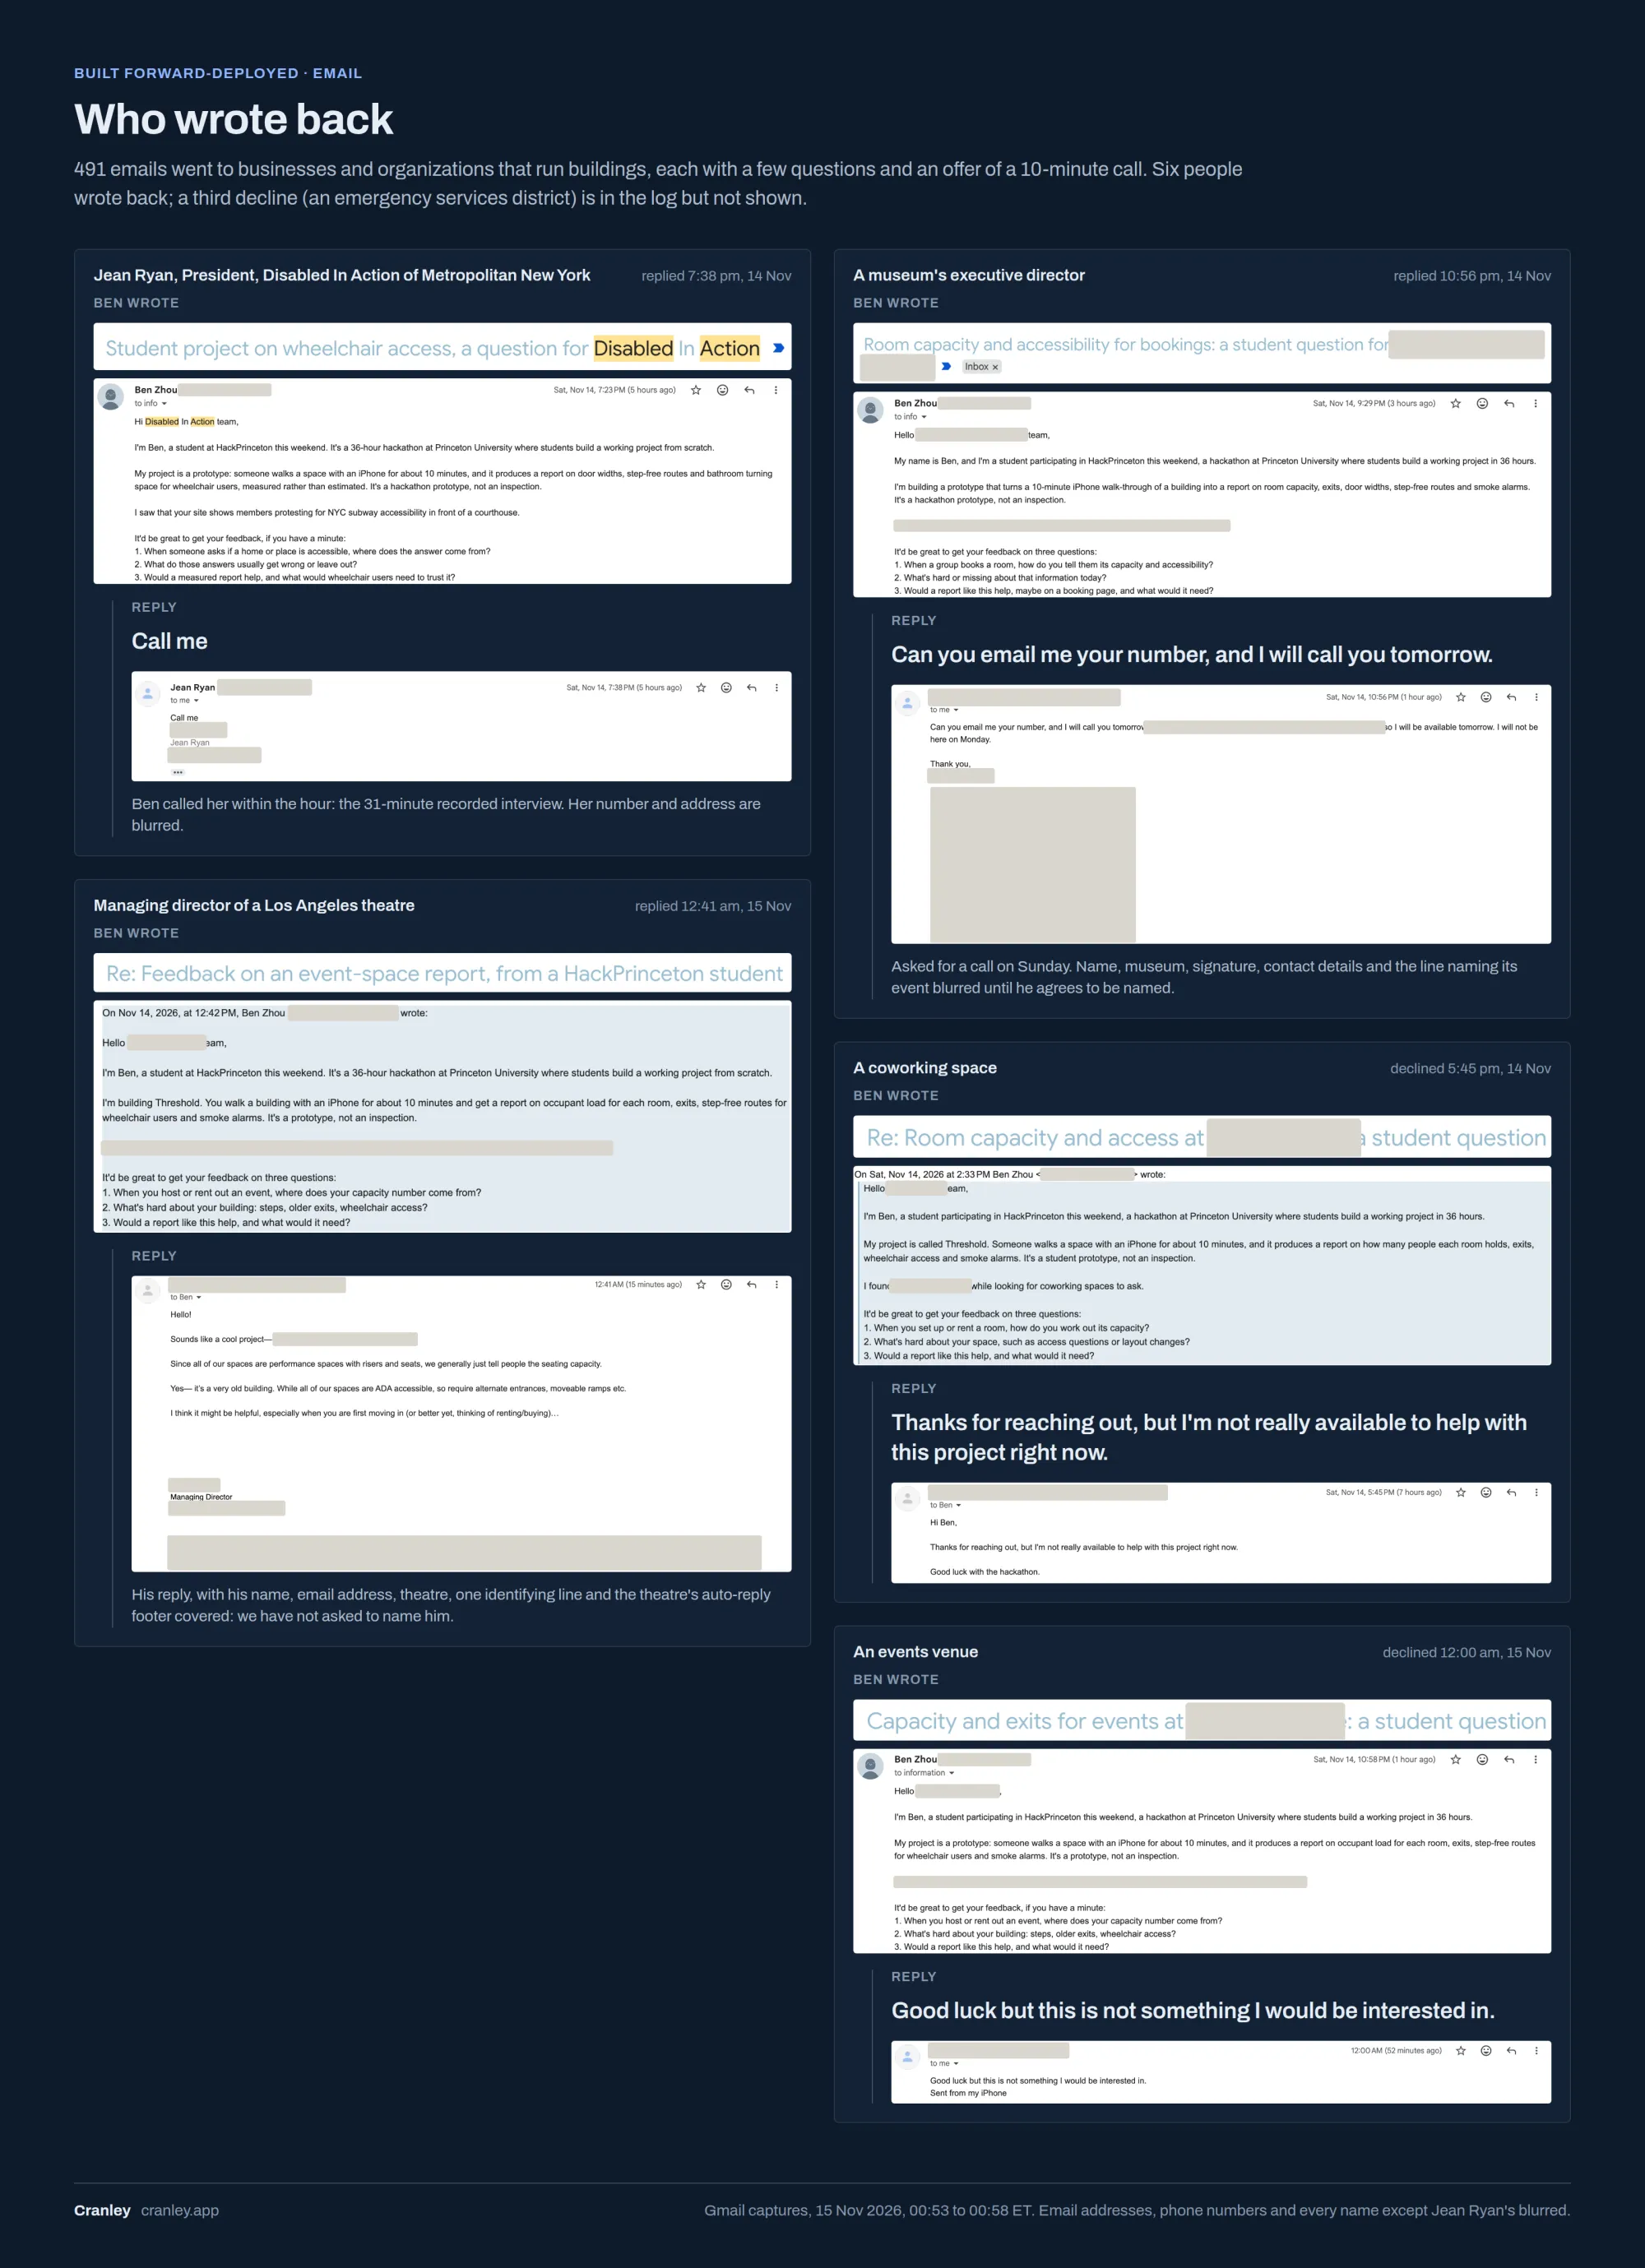 BUILT FORWARD-DEPLOYED · EMAIL
Who wrote back
491 emails went to businesses and organizations that run buildings, each with a few questions and an offer of a 10-minute call. Six people
wrote back; a third decline (an emergency services district) is in the log but not shown.
Jean Ryan, President, Disabled In Action of Metropolitan New York
replied 7:38 pm, 14 Nov
BEN WROTE
Student project on wheelchair access, a question for Disabled In Action
Ben Zhou
Sat, Nov 14, 7:23 PM (5 hours ago)
to info
Hi Disabled In Action team,
I'm Ben, a student at HackPrinceton this weekend. It's a 36-hour hackathon at Princeton University where students build a working project from scratch.
My project is a prototype: someone walks a space with an iPhone for about 10 minutes, and it produces a report on door widths, step-free routes and bathroom turning
space for wheelchair users, measured rather than estimated. It's a hackathon prototype, not an inspection.
I saw that your site shows members protesting for NYC subway accessibility in front of a courthouse.
It'd be great to get your feedback, if you have a minute:
1. When someone asks if a home or place is accessible, where does the answer come from?
2. What do those answers usually get wrong or leave out?
3. Would a measured report help, and what would wheelchair users need to trust it?
REPLY
Call me
Jean Ryan
Sat, Nov 14, 7:38 PM (5 hours ago)
to me
Call me
Jean Ryan
Ben called her within the hour: the 31-minute recorded interview. Her number and address are
blurred.
Managing director of a Los Angeles theatre
replied 12:41 am, 15 Nov
BEN WROTE
Re: Feedback on an event-space report, from a HackPrinceton student
On Nov 14, 2026, at 12:42 PM, Ben Zhou wrote:
Hello eam,
I'm Ben, a student at HackPrinceton this weekend. It's a 36-hour hackathon at Princeton University where students build a working project from scratch.
I'm building Threshold. You walk a building with an iPhone for about 10 minutes and get a report on occupant load for each room, exits, step-free routes for
wheelchair users and smoke alarms. It's a prototype, not an inspection.
It'd be great to get your feedback on three questions:
1. When you host or rent out an event, where does your capacity number come from?
2. What's hard about your building: steps, older exits, wheelchair access?
3. Would a report like this help, and what would it need?
REPLY
12:41 AM (15 minutes ago)
to Ben
Hello!
Sounds like a cool project—
Since all of our spaces are performance spaces with risers and seats, we generally just tell people the seating capacity.
Yes— it's a very old building. While all of our spaces are ADA accessible, so require alternate entrances, moveable ramps etc.
I think it might be helpful, especially when you are first moving in (or better yet, thinking of renting/buying)…
Managing Director
His reply, with his name, email address, theatre, one identifying line and the theatre's auto-reply
footer covered: we have not asked to name him.
A museum's executive director
replied 10:56 pm, 14 Nov
BEN WROTE
Room capacity and accessibility for bookings: a student question for
Inbox ×
Ben Zhou
Sat, Nov 14, 9:29 PM (3 hours ago)
to info
Hello team,
My name is Ben, and I'm a student participating in HackPrinceton this weekend, a hackathon at Princeton University where students build a working project in 36 hours.
I'm building a prototype that turns a 10-minute iPhone walk-through of a building into a report on room capacity, exits, door widths, step-free routes and smoke alarms.
It's a hackathon prototype, not an inspection.
It'd be great to get your feedback on three questions:
1. When a group books a room, how do you tell them its capacity and accessibility?
2. What's hard or missing about that information today?
3. Would a report like this help, maybe on a booking page, and what would it need?
REPLY
Can you email me your number, and I will call you tomorrow.
Sat, Nov 14, 10:56 PM (1 hour ago)
to me
Can you email me your number, and I will call you tomorrow so I will be available tomorrow. I will not be
here on Monday.
Thank you,
Asked for a call on Sunday. Name, museum, signature, contact details and the line naming its
event blurred until he agrees to be named.
A coworking space
declined 5:45 pm, 14 Nov
BEN WROTE
Re: Room capacity and access at a student question
On Sat, Nov 14, 2026 at 2:33 PM Ben Zhou < > wrote:
Hello eam,
I'm Ben, a student participating in HackPrinceton this weekend, a hackathon at Princeton University where students build a working project in 36 hours.
My project is called Threshold. Someone walks a space with an iPhone for about 10 minutes, and it produces a report on how many people each room holds, exits,
wheelchair access and smoke alarms. It's a student prototype, not an inspection.
I found while looking for coworking spaces to ask.
It'd be great to get your feedback on three questions:
1. When you set up or rent a room, how do you work out its capacity?
2. What's hard about your space, such as access questions or layout changes?
3. Would a report like this help, and what would it need?
REPLY
Thanks for reaching out, but I'm not really available to help with
this project right now.
Sat, Nov 14, 5:45 PM (7 hours ago)
to Ben
Hi Ben,
Thanks for reaching out, but I'm not really available to help with this project right now.
Good luck with the hackathon.
An events venue
declined 12:00 am, 15 Nov
BEN WROTE
Capacity and exits for events at : a student question
Ben Zhou
Sat, Nov 14, 10:58 PM (1 hour ago)
to information
Hello ,
I'm Ben, a student participating in HackPrinceton this weekend, a hackathon at Princeton University where students build a working project in 36 hours.
My project is a prototype: someone walks a space with an iPhone for about 10 minutes, and it produces a report on occupant load for each room, exits, step-free routes
for wheelchair users and smoke alarms. It's a prototype, not an inspection.
It'd be great to get your feedback, if you have a minute:
1. When you host or rent out an event, where does your capacity number come from?
2. What's hard about your building: steps, older exits, wheelchair access?
3. Would a report like this help, and what would it need?
REPLY
Good luck but this is not something I would be interested in.
12:00 AM (52 minutes ago)
to me
Good luck but this is not something I would be interested in.
Sent from my iPhone
Cranley cranley.app
Gmail captures, 15 Nov 2026, 00:53 to 00:58 ET. Email addresses, phone numbers and every name except Jean Ryan's blurred.